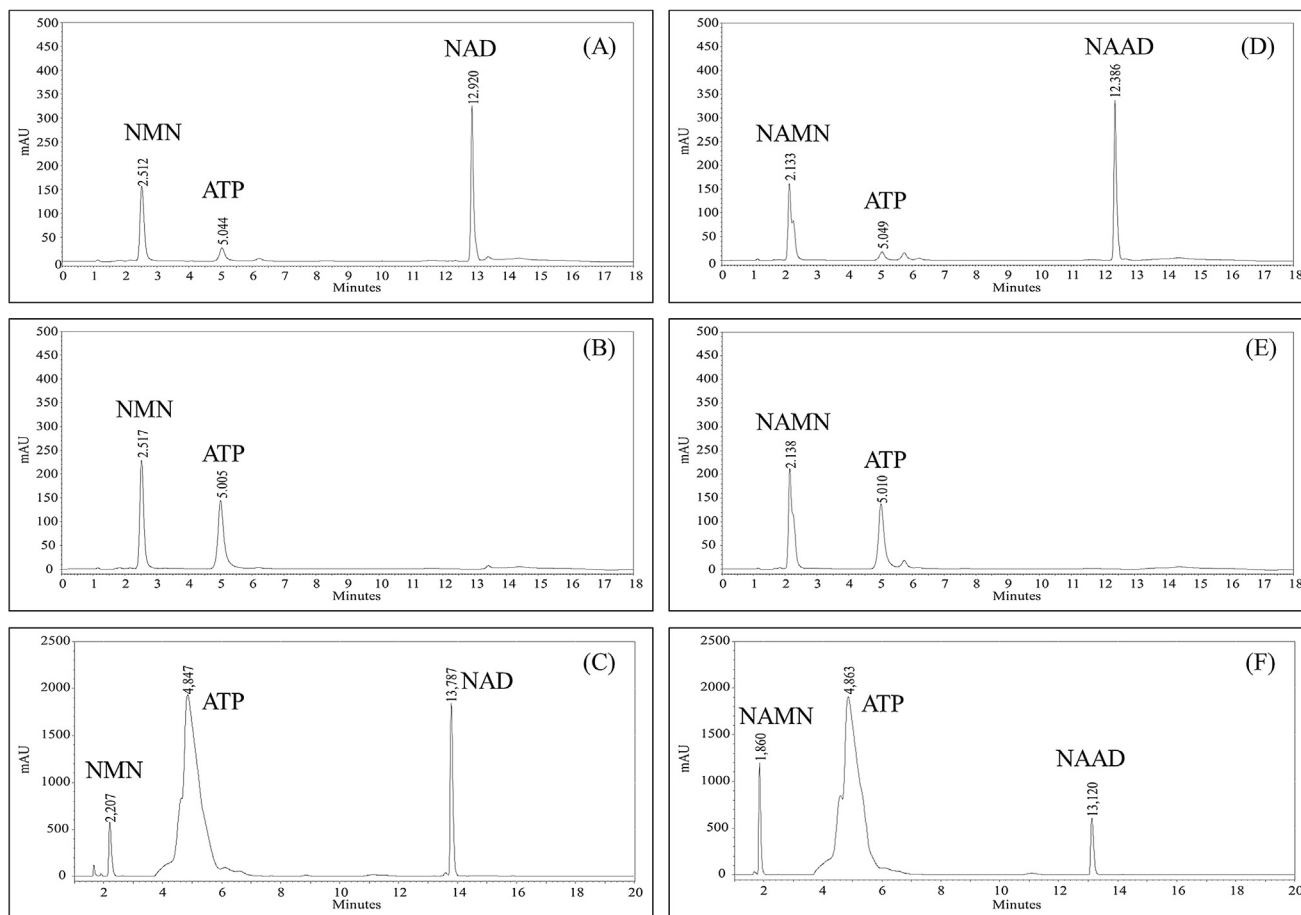 (A)
500
450
400
350
300
250
200
150
100
50
0
mAU
NMN
2.512
ATP
5.044
NAD
12.920
0 1 2 3 4 5 6 7 8 9 10 11 12 13 14 15 16 17 18
Minutes
(D)
500
450
400
350
300
250
200
150
100
50
0
mAU
NAMN
2.133
ATP
5.049
NAAD
12.386
0 1 2 3 4 5 6 7 8 9 10 11 12 13 14 15 16 17 18
Minutes
(B)
500
450
400
350
300
250
200
150
100
50
0
mAU
NMN
2.517
ATP
5.005
0 1 2 3 4 5 6 7 8 9 10 11 12 13 14 15 16 17 18
Minutes
(E)
500
450
400
350
300
250
200
150
100
50
0
mAU
NAMN
2.138
ATP
5.010
0 1 2 3 4 5 6 7 8 9 10 11 12 13 14 15 16 17 18
Minutes
(C)
2500
2000
1500
1000
500
0
mAU
NMN
2,207
4,847
ATP
13,787
NAD
2 4 6 8 10 12 14 16 18 20
Minutes
(F)
2500
2000
1500
1000
500
0
mAU
NAMN
1,860
4,863
ATP
NAAD
13,120
2 4 6 8 10 12 14 16 18 20
Minutes